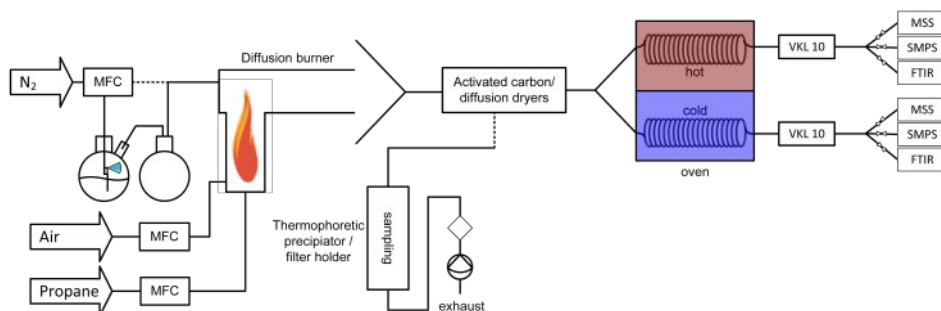 N₂
MFC
Diffusion burner
Air
MFC
Propane
MFC
Activated carbon/
diffusion dryers
Thermophoretic
precipiator /
filter holder
sampling
exhaust
hot
cold
oven
VKL 10
MSS
SMPS
FTIR
VKL 10
MSS
SMPS
FTIR